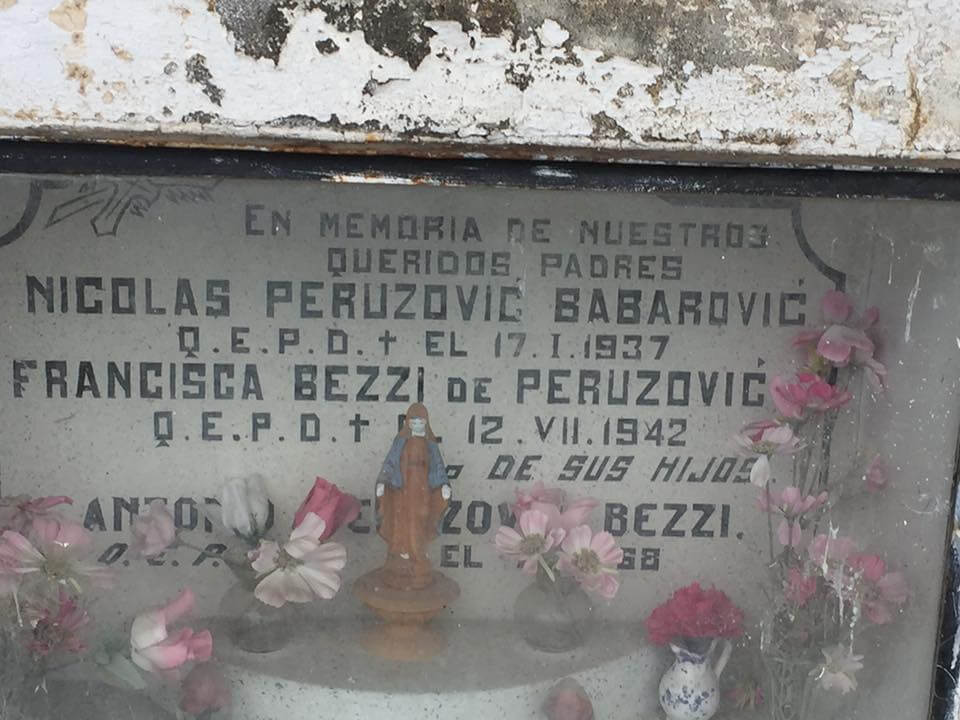 EN MEMORIA DE NUESTROS
QUERIDOS PADRES
NICOLAS PERUZOVIĆ BABAROVIĆ
Q.E.P.D. † EL 17.I.1937
FRANCISCA BEZZI DE PERUZOVIĆ
Q.E.P.D. † 12.VII.1942
DE SUS HIJOS
BEZZI.
EL